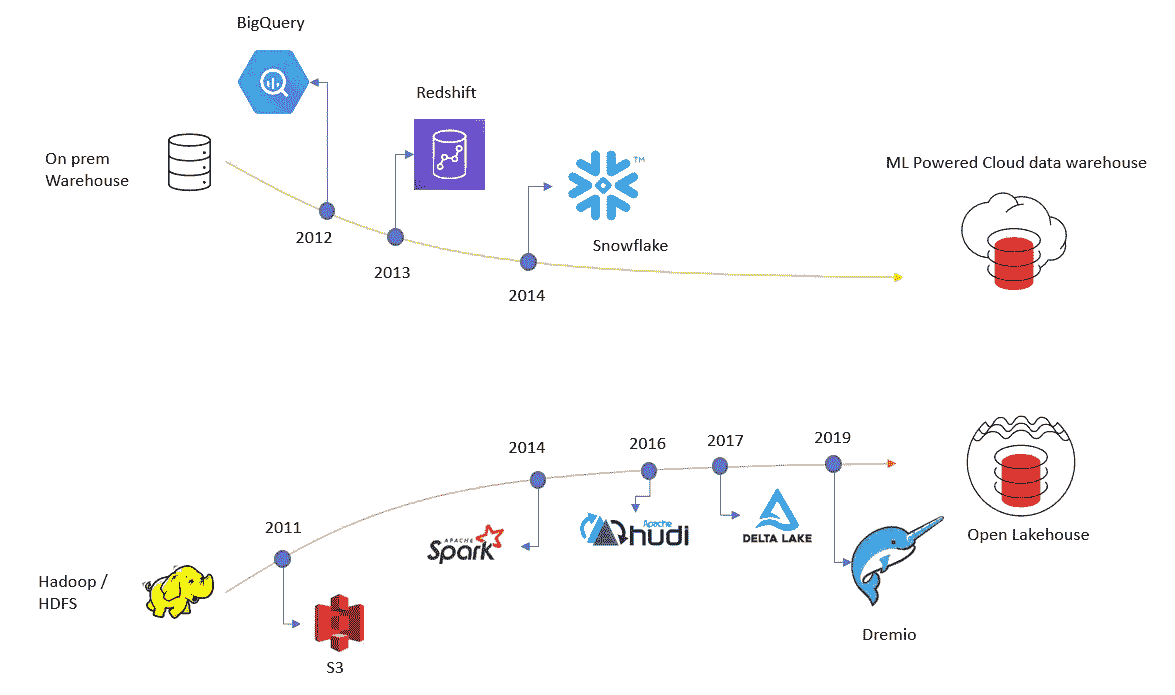 BigQuery
Redshift
On prem
Warehouse
ML Powered Cloud data warehouse
TM
Snowflake
2012
2013
2014
2014
2016
2017
2019
2011
APACHE
Spark
Apache
hudi
DELTA LAKE
Open Lakehouse
Hadoop /
HDFS
Dremio
S3